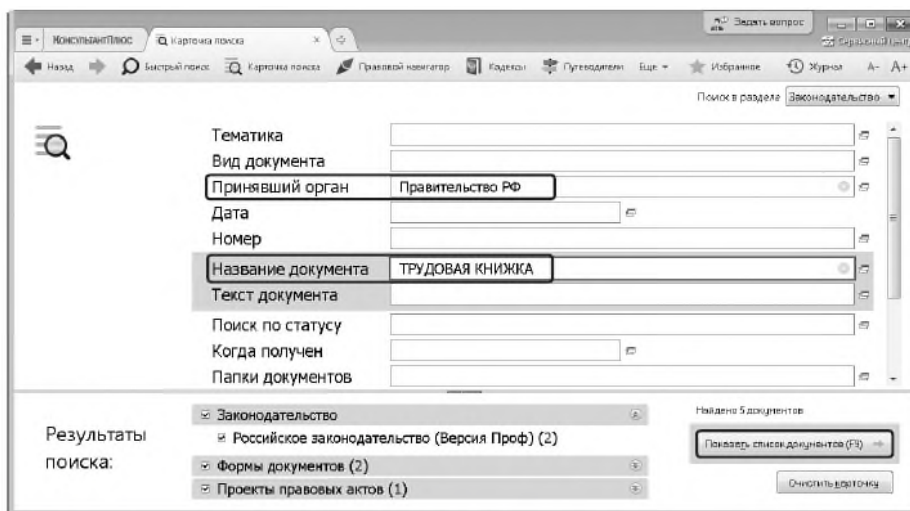 Задать вопрос
КонсультантПлюс Карточка поиска
Сервисный Центр
Назад Быстрый поиск Карточка поиска Правовой навигатор Кодексы Путеводители Еще Избранное Журнал А- А+
Поиск в разделе Законодательство
Тематика
Вид документа
Принявший орган Правительство РФ
Дата
Номер
Название документа ТРУДОВАЯ КНИЖКА
Текст документа
Поиск по статусу
Когда получен
Папки документов
Результаты поиска:
Законодательство
Российское законодательство (Версия Проф) (2)
Формы документов (2)
Проекты правовых актов (1)
Найдено 5 документов
Показать список документов (F9)
Очистить карточку